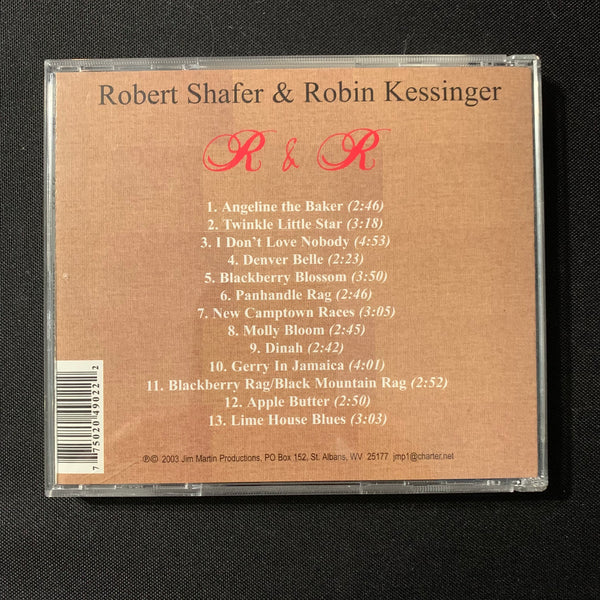 Robert Shafer & Robin Kessinger
R & R
1. Angeline the Baker (2:46)
2. Twinkle Little Star (3:18)
3. I Don't Love Nobody (4:53)
4. Denver Belle (2:23)
5. Blackberry Blossom (3:50)
6. Panhandle Rag (2:46)
7. New Camptown Races (3:05)
8. Molly Bloom (2:45)
9. Dinah (2:42)
10. Gerry In Jamaica (4:01)
11. Blackberry Rag/Black Mountain Rag (2:52)
12. Apple Butter (2:50)
13. Lime House Blues (3:03)
7 75020 49022 2
℗© 2003 Jim Martin Productions, PO Box 152, St. Albans, WV 25177 jmp1@charter.net